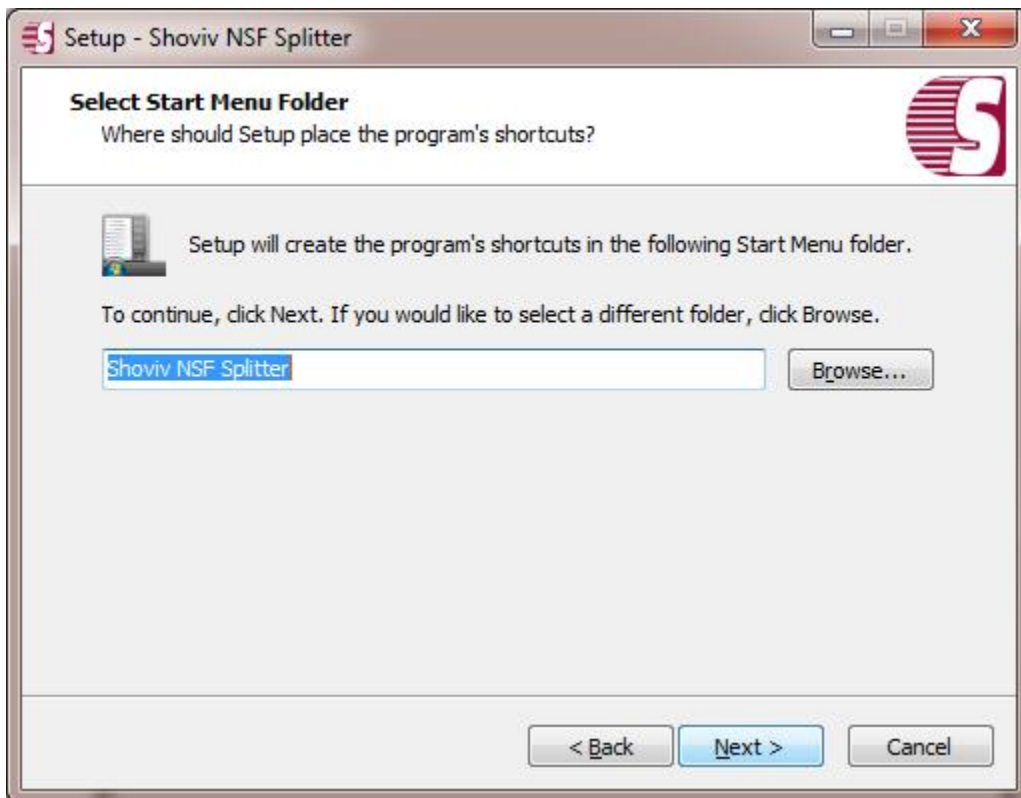 Setup - Shoviv NSF Splitter
Select Start Menu Folder
Where should Setup place the program's shortcuts?
Setup will create the program's shortcuts in the following Start Menu folder.
To continue, click Next. If you would like to select a different folder, click Browse.
Shoviv NSF Splitter
Browse...
< Back
Next >
Cancel